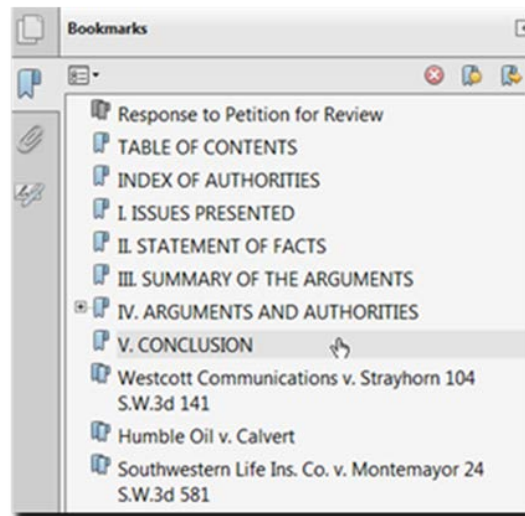 Bookmarks
Response to Petition for Review
TABLE OF CONTENTS
INDEX OF AUTHORITIES
I. ISSUES PRESENTED
II. STATEMENT OF FACTS
III. SUMMARY OF THE ARGUMENTS
IV. ARGUMENTS AND AUTHORITIES
V. CONCLUSION
Westcott Communications v. Strayhorn 104
S.W.3d 141
Humble Oil v. Calvert
Southwestern Life Ins. Co. v. Montemayor 24
S.W.3d 581